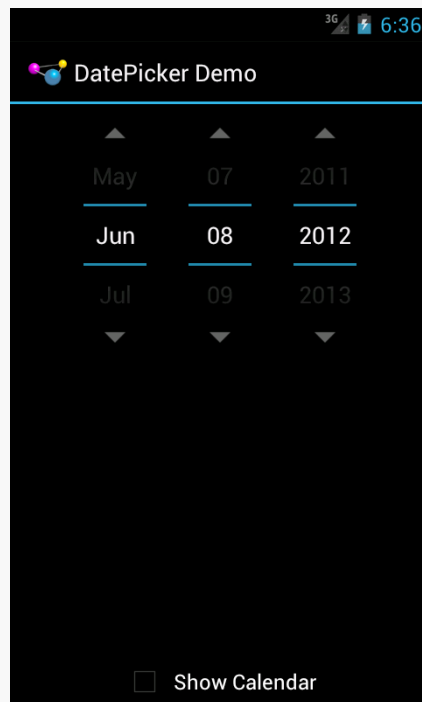 3G 6:36
DatePicker Demo
May 07 2011
Jun 08 2012
Jul 09 2013
Show Calendar